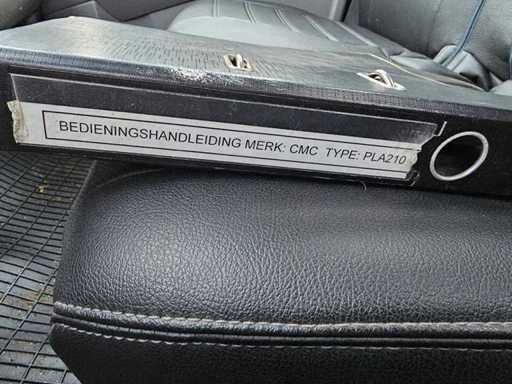 BEDIENINGSHANDLEIDING MERK: CMC TYPE: PLA210